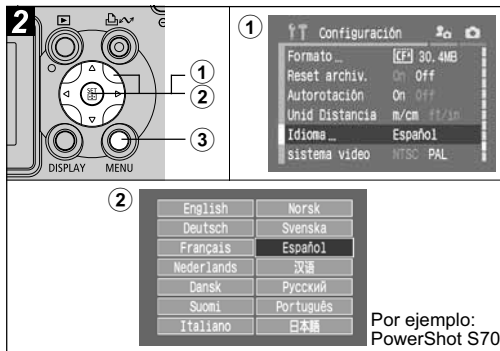 2
1
2
3
SET
DISPLAY
MENU
1
Configuración
Formato... CF 30.4MB
Reset archiv. On Off
Autorotación On Off
Unid Distancia m/cm ft/in
Idioma... Español
sistema video NTSC PAL
2
English Norsk
Deutsch Svenska
Français Español
Nederlands 汉语
Dansk Русский
Suomi Português
Italiano 日本語
Por ejemplo:
PowerShot S70